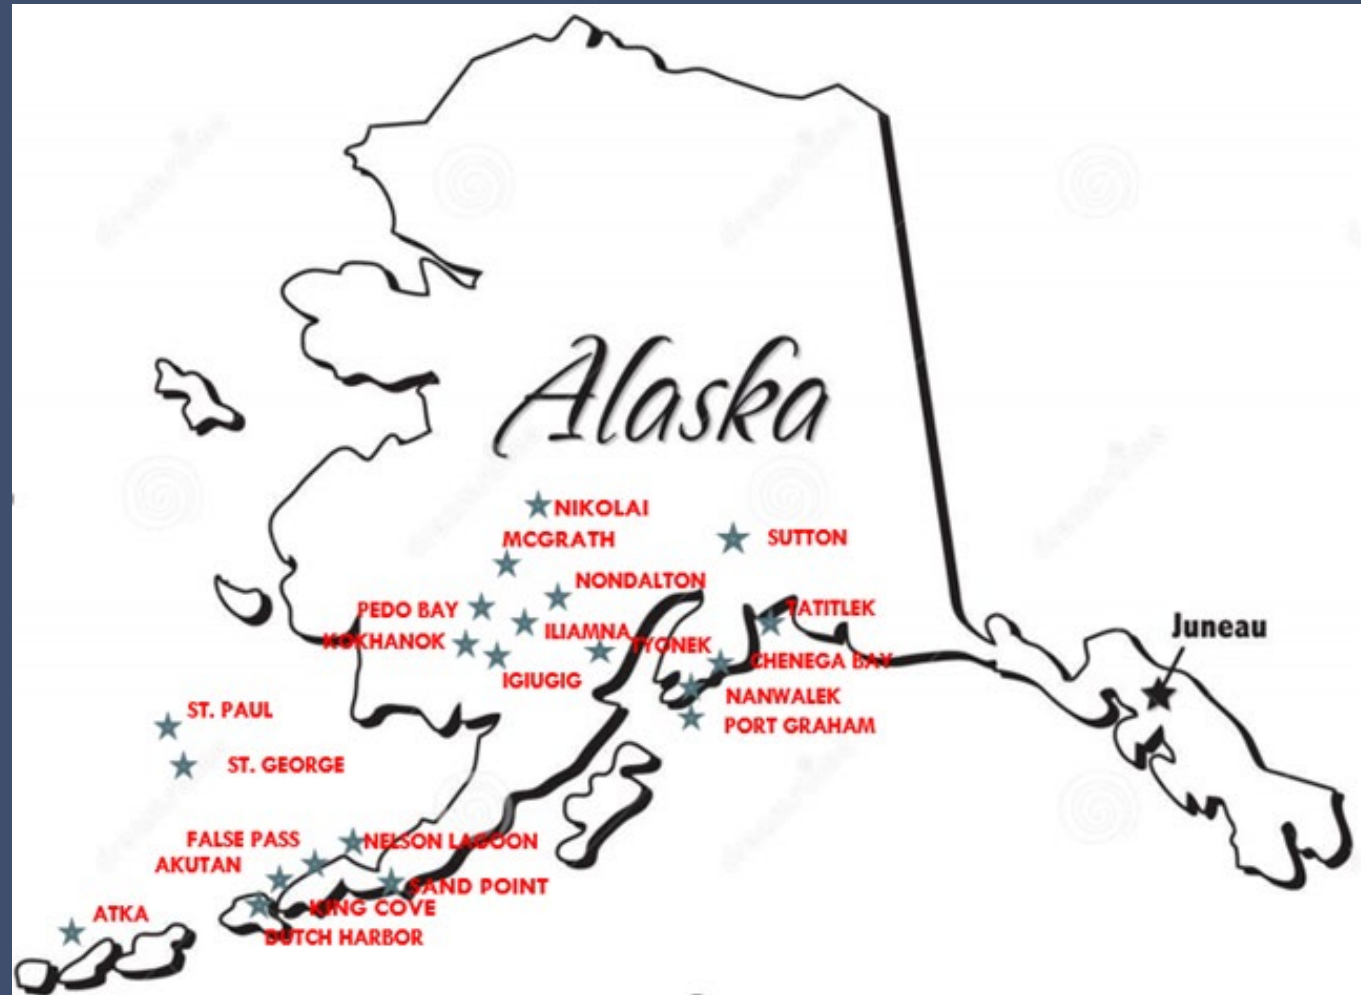 Alaska
NIKOLAI
MCGRATH
SUTTON
NONDALTON
PEDO BAY
TATITLEK
KOKHANOK
ILIAMNA
TYONEK
Juneau
CHENEGA BAY
IGIUGIG
NANWALEK
ST. PAUL
PORT GRAHAM
ST. GEORGE
FALSE PASS
NELSON LAGOON
AKUTAN
SAND POINT
KING COVE
ATKA
DUTCH HARBOR